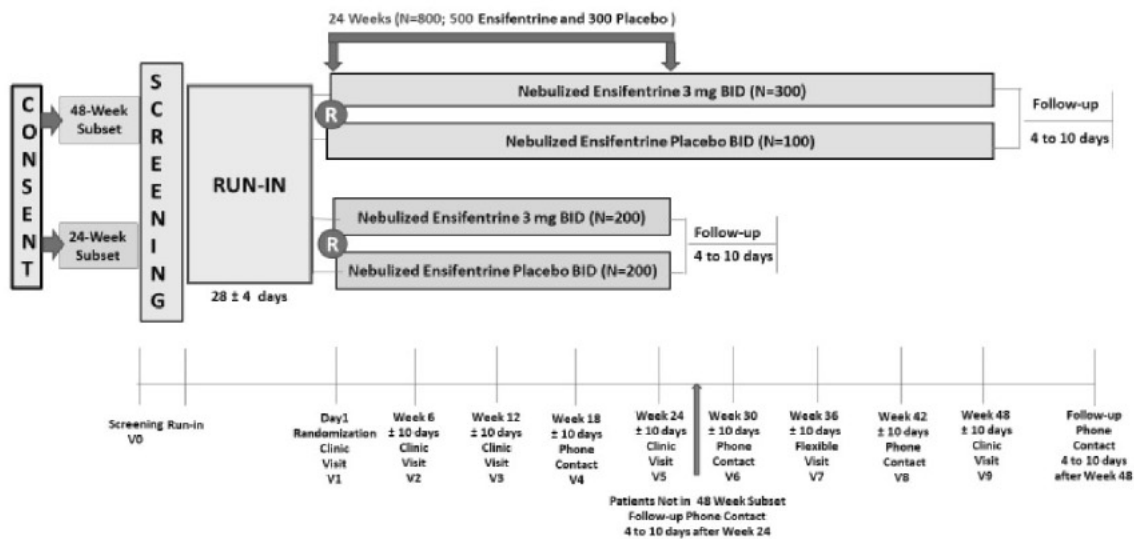 24 Weeks (N=800; 500 Ensifentrine and 300 Placebo )
CONSENT
48-Week
Subset
24-Week
Subset
SCREENING
RUN-IN
28 ± 4 days
R
Nebulized Ensifentrine 3 mg BID (N=300)
Nebulized Ensifentrine Placebo BID (N=100)
Follow-up
4 to 10 days
R
Nebulized Ensifentrine 3 mg BID (N=200)
Nebulized Ensifentrine Placebo BID (N=200)
Follow-up
4 to 10 days
Screening
V0
Run-in
Day1
Randomization
Clinic
Visit
V1
Week 6
± 10 days
Clinic
Visit
V2
Week 12
± 10 days
Clinic
Visit
V3
Week 18
± 10 days
Phone
Contact
V4
Week 24
± 10 days
Clinic
Visit
V5
Week 30
± 10 days
Phone
Contact
V6
Week 36
± 10 days
Flexible
Visit
V7
Week 42
± 10 days
Phone
Contact
V8
Week 48
± 10 days
Clinic
Visit
V9
Follow-up
Phone
Contact
4 to 10 days
after Week 48
Patients Not in 48 Week Subset
Follow-up Phone Contact
4 to 10 days after Week 24